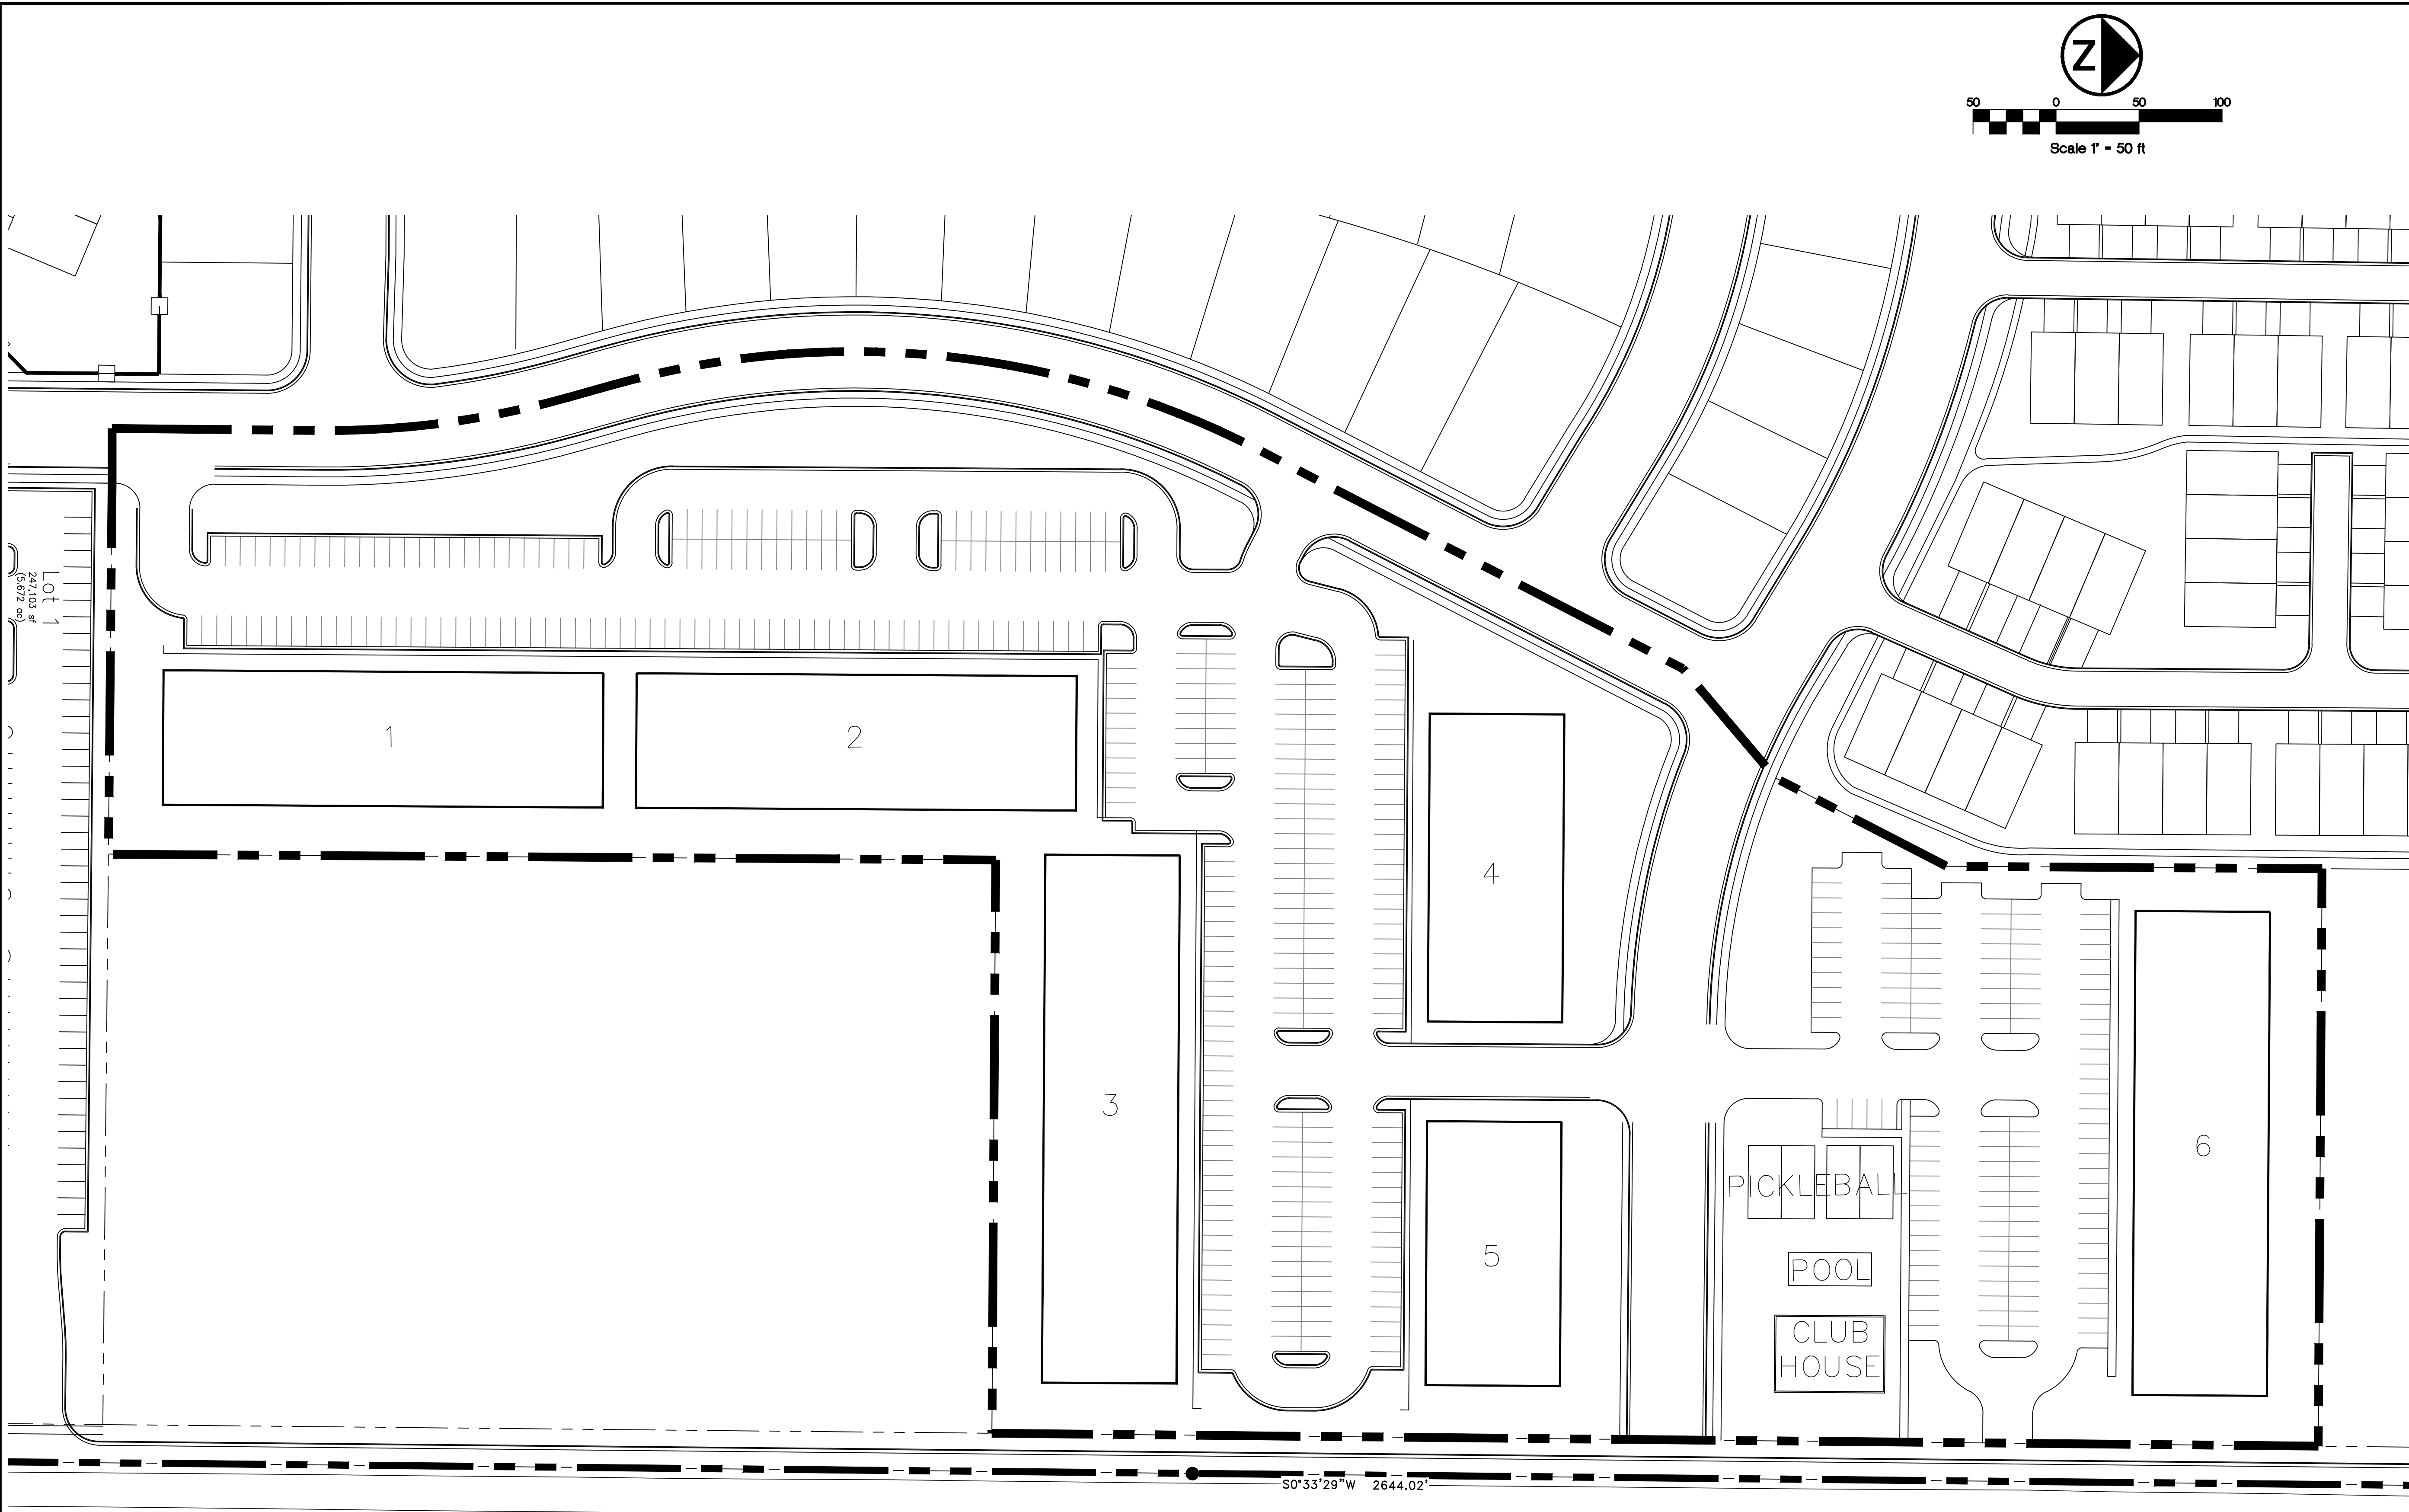 Z
50 0 50 100
Scale 1" = 50 ft
Lot 1
247,103 sf
(5.672 ac)
1
2
3
4
5
6
PICKLEBALL
POOL
CLUB
HOUSE
S0°33'29"W 2644.02'